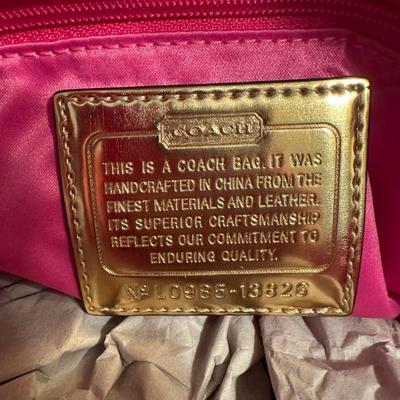 COACH
THIS IS A COACH BAG. IT WAS
HANDCRAFTED IN CHINA FROM THE
FINEST MATERIALS AND LEATHER.
ITS SUPERIOR CRAFTSMANSHIP
REFLECTS OUR COMMITMENT TO
ENDURING QUALITY.
Nº L0985-13826